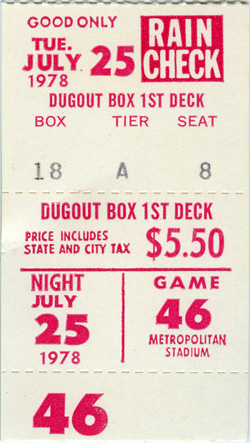 GOOD ONLY
TUE.
JULY 25
1978
RAIN
CHECK
DUGOUT BOX 1ST DECK
BOX TIER SEAT
18 A 8
DUGOUT BOX 1ST DECK
PRICE INCLUDES
STATE AND CITY TAX $5.50
NIGHT
JULY
25
1978
GAME
46
METROPOLITAN
STADIUM
46